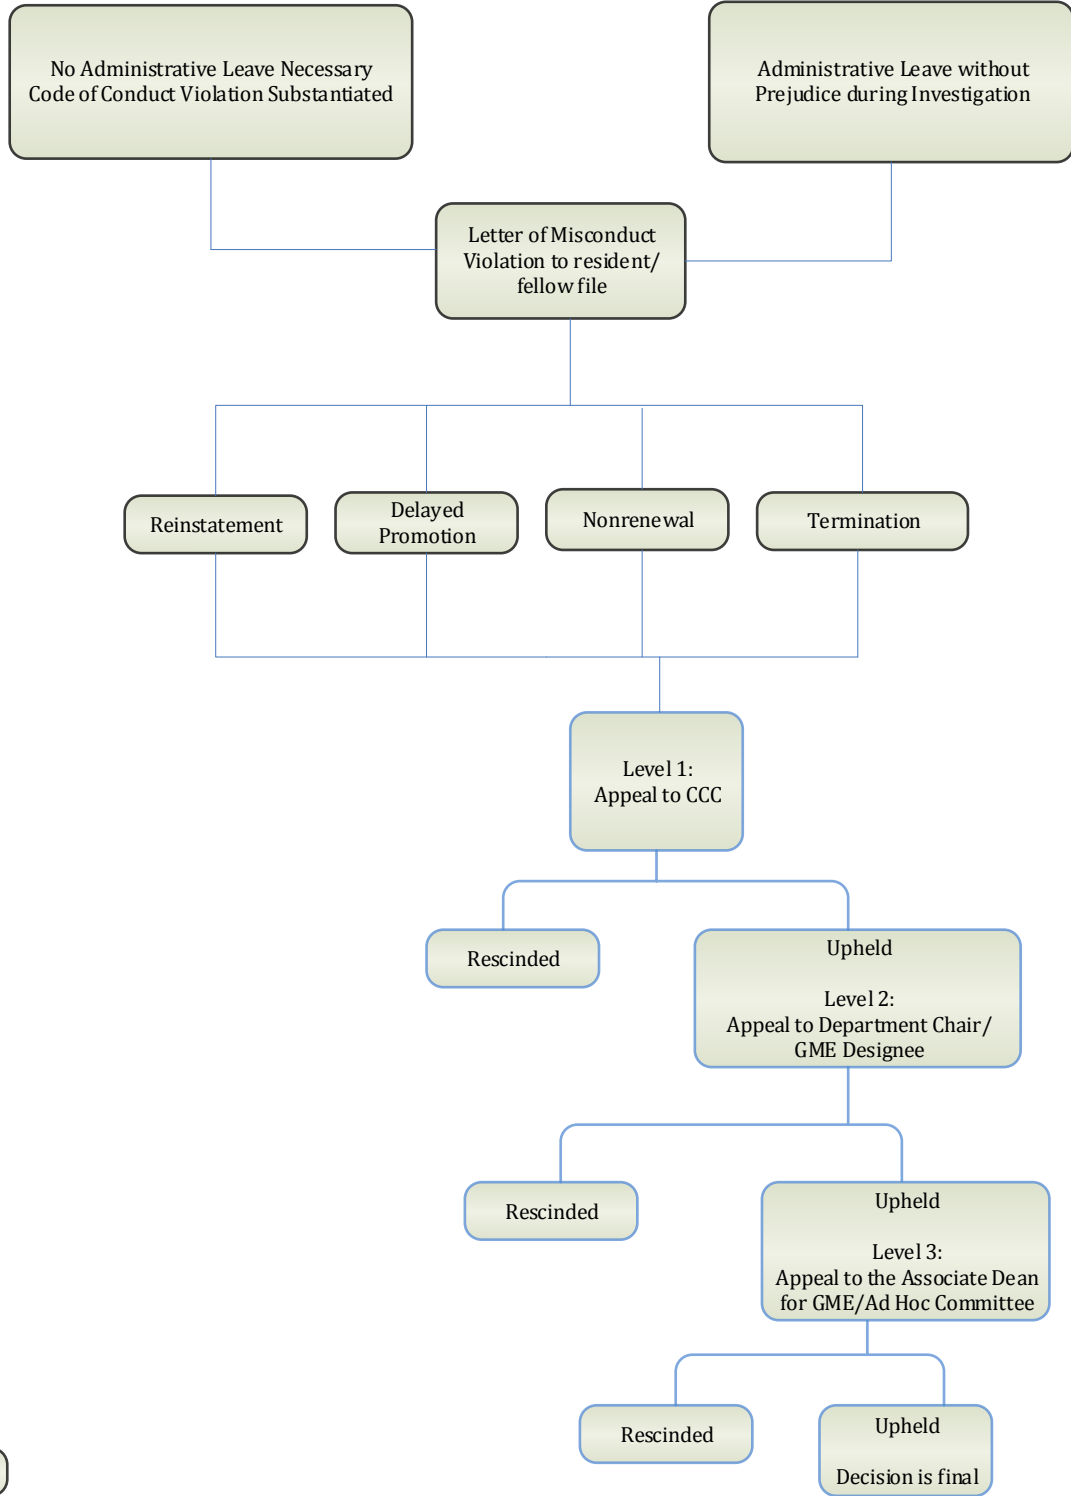 No Administrative Leave Necessary
Code of Conduct Violation Substantiated
Administrative Leave without
Prejudice during Investigation
Letter of Misconduct
Violation to resident/
fellow file
Reinstatement
Delayed
Promotion
Nonrenewal
Termination
Level 1:
Appeal to CCC
Rescinded
Upheld
Level 2:
Appeal to Department Chair/
GME Designee
Rescinded
Upheld
Level 3:
Appeal to the Associate Dean
for GME/Ad Hoc Committee
Rescinded
Upheld
Decision is final